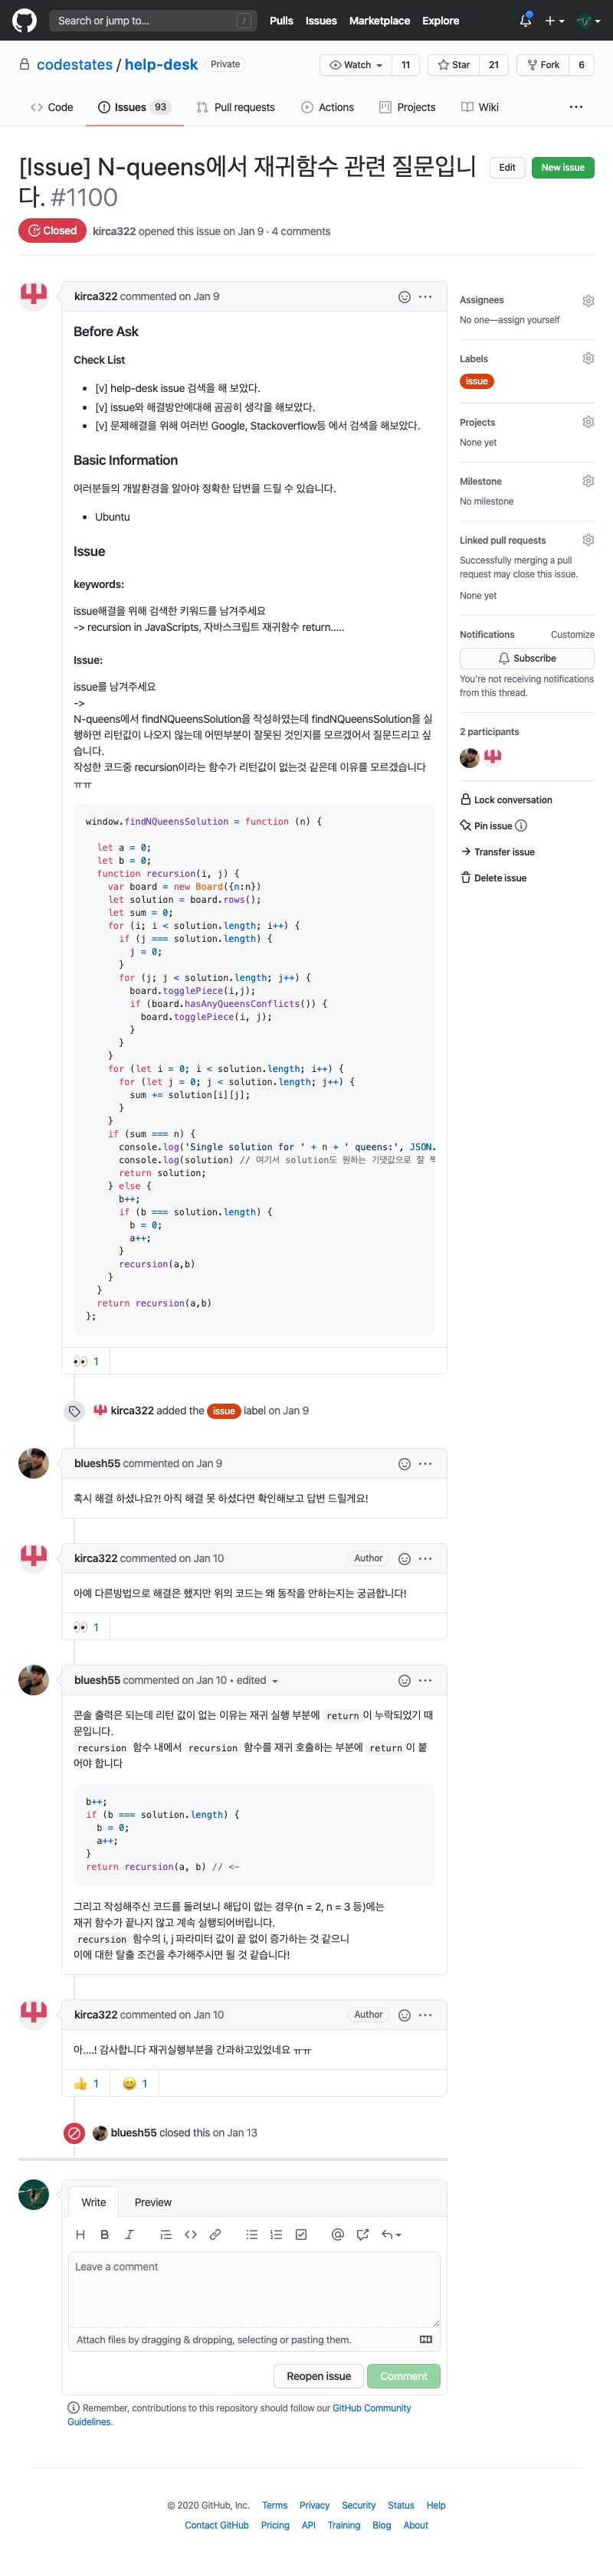 Search or jump to...
/
Pulls Issues Marketplace Explore
codestates / help-desk Private
Watch 11 Star 21 Fork 6
Code Issues 93 Pull requests Actions Projects Wiki
[Issue] N-queens에서 재귀함수 관련 질문입니
다. #1100
Edit New issue
Closed kirca322 opened this issue on Jan 9 · 4 comments
kirca322 commented on Jan 9
Before Ask
Check List
• [v] help-desk issue 검색을 해 보았다.
• [v] issue와 해결방안에대해 곰곰히 생각을 해보았다.
• [v] 문제해결을 위해 여러번 Google, Stackoverflow등 에서 검색을 해보았다.
Basic Information
여러분들의 개발환경을 알아야 정확한 답변을 드릴 수 있습니다.
• Ubuntu
Issue
keywords:
issue해결을 위해 검색한 키워드를 남겨주세요
-> recursion in JavaScripts, 자바스크립트 재귀함수 return.....
Issue:
issue를 남겨주세요
->
N-queens에서 findNQueensSolution을 작성하였는데 findNQueensSolution을 실
행하면 리턴값이 나오지 않는데 어떤부분이 잘못된 것인지를 모르겠어서 질문드리고 싶
습니다.
작성한 코드중 recursion이라는 함수가 리턴값이 없는것 같은데 이유를 모르겠습니다
ㅠㅠ
window.findNQueensSolution = function (n) {
let a = 0;
let b = 0;
function recursion(i, j) {
var board = new Board({n:n})
let solution = board.rows();
let sum = 0;
for (i; i < solution.length; i++) {
if (j === solution.length) {
j = 0;
}
for (j; j < solution.length; j++) {
board.togglePiece(i,j);
if (board.hasAnyQueensConflicts()) {
board.togglePiece(i, j);
}
}
}
for (let i = 0; i < solution.length; i++) {
for (let j = 0; j < solution.length; j++) {
sum += solution[i][j];
}
}
if (sum === n) {
console.log('Single solution for ' + n + ' queens:', JSON.
console.log(solution) // 여기서 solution도 원하는 기댓값으로 잘
return solution;
} else {
b++;
if (b === solution.length) {
b = 0;
a++;
}
recursion(a,b)
}
}
return recursion(a,b)
};
👀 1
kirca322 added the issue label on Jan 9
bluesh55 commented on Jan 9
혹시 해결 하셨나요?! 아직 해결 못 하셨다면 확인해보고 답변 드릴게요!
kirca322 commented on Jan 10 Author
아예 다른방법으로 해결은 했지만 위의 코드는 왜 동작을 안하는지는 궁금합니다!
👀 1
bluesh55 commented on Jan 10 • edited
콘솔 출력은 되는데 리턴 값이 없는 이유는 재귀 실행 부분에 return 이 누락되었기 때
문입니다.
recursion 함수 내에서 recursion 함수를 재귀 호출하는 부분에 return 이 붙
어야 합니다
b++;
if (b === solution.length) {
b = 0;
a++;
}
return recursion(a, b) // <—
그리고 작성해주신 코드를 돌려보니 해답이 없는 경우(n = 2, n = 3 등)에는
재귀 함수가 끝나지 않고 계속 실행되어버립니다.
recursion 함수의 i, j 파라미터 값이 끝 없이 증가하는 것 같으니
이에 대한 탈출 조건을 추가해주시면 될 것 같습니다!
kirca322 commented on Jan 10 Author
아....! 감사합니다 재귀실행부분을 간과하고있었네요 ㅠㅠ
👍 1 😄 1
bluesh55 closed this on Jan 13
Write Preview
Leave a comment
Attach files by dragging & dropping, selecting or pasting them.
Reopen issue Comment
Remember, contributions to this repository should follow our GitHub Community
Guidelines.
Assignees
No one—assign yourself
Labels
issue
Projects
None yet
Milestone
No milestone
Linked pull requests
Successfully merging a pull
request may close this issue.
None yet
Notifications Customize
Subscribe
You're not receiving notifications
from this thread.
2 participants
Lock conversation
Pin issue
Transfer issue
Delete issue
© 2020 GitHub, Inc. Terms Privacy Security Status Help
Contact GitHub Pricing API Training Blog About